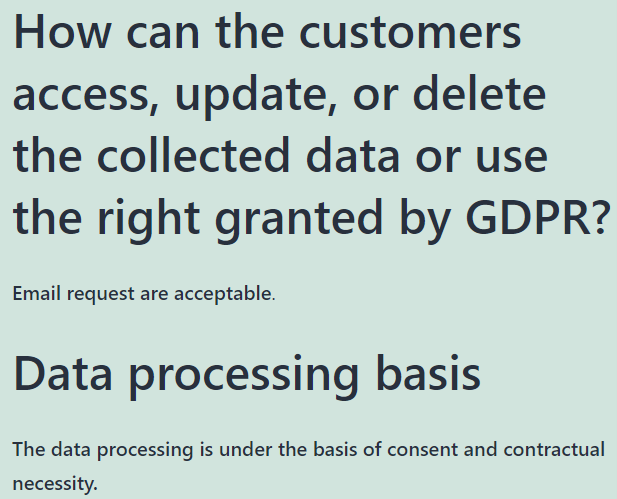 How can the customers
access, update, or delete
the collected data or use
the right granted by GDPR?
Email request are acceptable.
Data processing basis
The data processing is under the basis of consent and contractual
necessity.